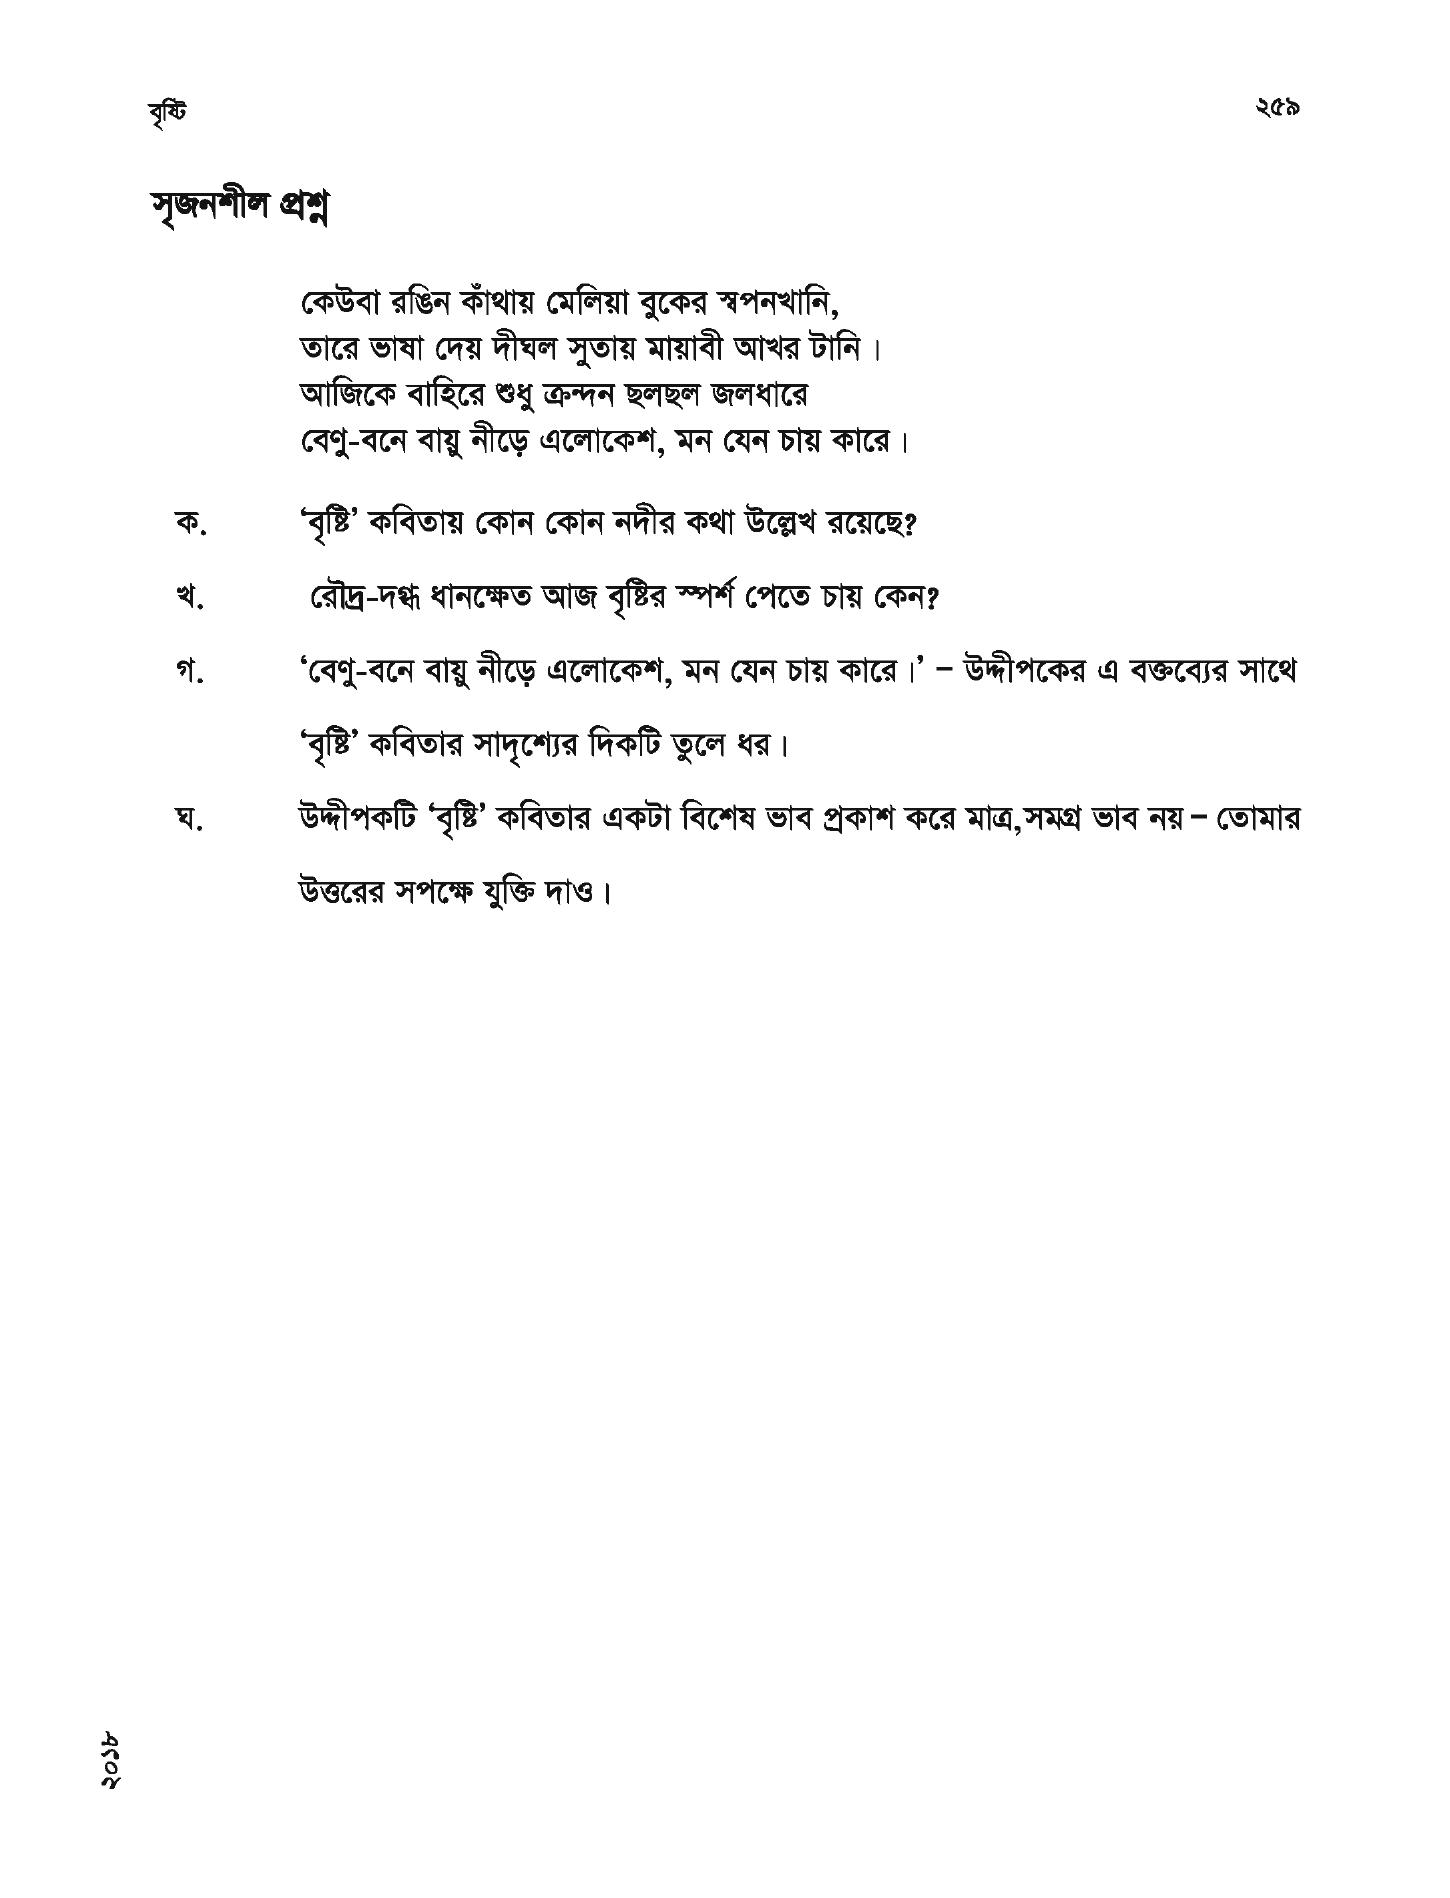 বৃষ্টি ২৫৯
সৃজনশীল প্রশ্ন
কেউবা রঙিন কাঁথায় মেলিয়া বুকের স্বপনখানি,
তারে ভাষা দেয় দীঘল সুতায় মায়াবী আখর টানি।
আজিকে বাহিরে শুধু ক্রন্দন ছলছল জলধারে
বেণু-বনে বায়ু নীড়ে এলোকেশ, মন যেন চায় কারে।
ক. ‘বৃষ্টি’ কবিতায় কোন কোন নদীর কথা উল্লেখ রয়েছে?
খ. রৌদ্র-দগ্ধ ধানক্ষেত আজ বৃষ্টির স্পর্শ পেতে চায় কেন?
গ. ‘বেণু-বনে বায়ু নীড়ে এলোকেশ, মন যেন চায় কারে।’ – উদ্দীপকের এ বক্তব্যের সাথে
‘বৃষ্টি’ কবিতার সাদৃশ্যের দিকটি তুলে ধর।
ঘ. উদ্দীপকটি ‘বৃষ্টি’ কবিতার একটা বিশেষ ভাব প্রকাশ করে মাত্র,সমগ্র ভাব নয় – তোমার
উত্তরের সপক্ষে যুক্তি দাও।
২০১৮